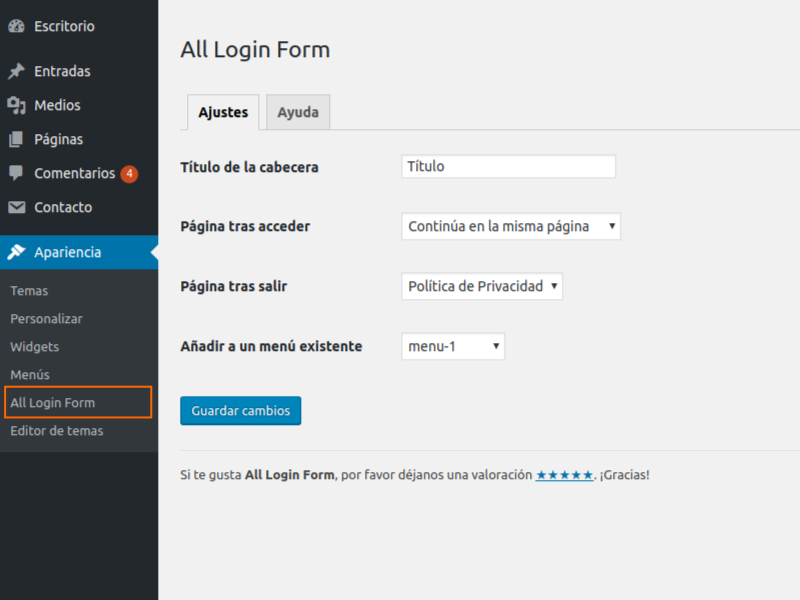 Escritorio
Entradas
Medios
Páginas
Comentarios 4
Contacto
Apariencia
Temas
Personalizar
Widgets
Menús
All Login Form
Editor de temas
All Login Form
Ajustes Ayuda
Título de la cabecera Título
Página tras acceder Continúa en la misma página
Página tras salir Política de Privacidad
Añadir a un menú existente menu-1
Guardar cambios
Si te gusta All Login Form, por favor déjanos una valoración ★★★★★. ¡Gracias!